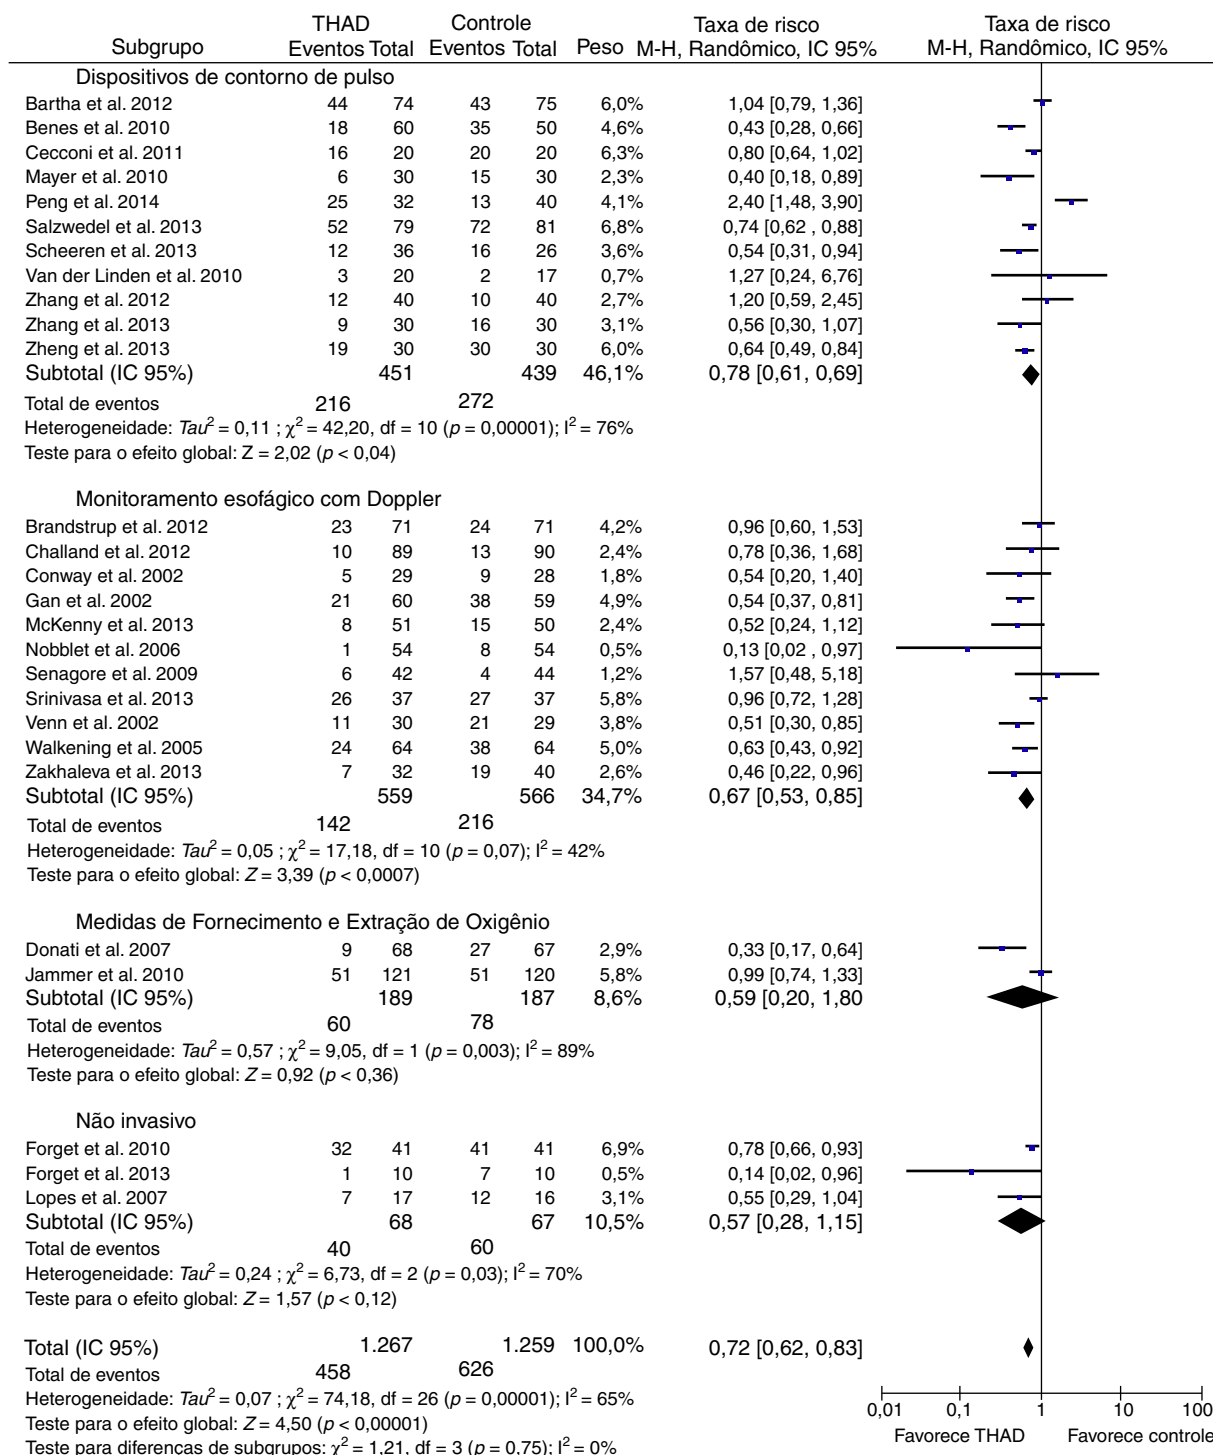 THAD Controle Taxa de risco Taxa de risco
Subgrupo Eventos Total Eventos Total Peso M-H, Randômico, IC 95% M-H, Randômico, IC 95%
Dispositivos de contorno de pulso
Bartha et al. 2012 44 74 43 75 6,0% 1,04 [0,79, 1,36]
Benes et al. 2010 18 60 35 50 4,6% 0,43 [0,28, 0,66]
Cecconi et al. 2011 16 20 20 20 6,3% 0,80 [0,64, 1,02]
Mayer et al. 2010 6 30 15 30 2,3% 0,40 [0,18, 0,89]
Peng et al. 2014 25 32 13 40 4,1% 2,40 [1,48, 3,90]
Salzwedel et al. 2013 52 79 72 81 6,8% 0,74 [0,62 , 0,88]
Scheeren et al. 2013 12 36 16 26 3,6% 0,54 [0,31, 0,94]
Van der Linden et al. 2010 3 20 2 17 0,7% 1,27 [0,24, 6,76]
Zhang et al. 2012 12 40 10 40 2,7% 1,20 [0,59, 2,45]
Zhang et al. 2013 9 30 16 30 3,1% 0,56 [0,30, 1,07]
Zheng et al. 2013 19 30 30 30 6,0% 0,64 [0,49, 0,84]
Subtotal (IC 95%) 451 439 46,1% 0,78 [0,61, 0,69]
Total de eventos 216 272
Heterogeneidade: Tau² = 0,11 ; χ² = 42,20, df = 10 (p = 0,00001); I² = 76%
Teste para o efeito global: Z = 2,02 (p < 0,04)
Monitoramento esofágico com Doppler
Brandstrup et al. 2012 23 71 24 71 4,2% 0,96 [0,60, 1,53]
Challand et al. 2012 10 89 13 90 2,4% 0,78 [0,36, 1,68]
Conway et al. 2002 5 29 9 28 1,8% 0,54 [0,20, 1,40]
Gan et al. 2002 21 60 38 59 4,9% 0,54 [0,37, 0,81]
McKenny et al. 2013 8 51 15 50 2,4% 0,52 [0,24, 1,12]
Nobblet et al. 2006 1 54 8 54 0,5% 0,13 [0,02 , 0,97]
Senagore et al. 2009 6 42 4 44 1,2% 1,57 [0,48, 5,18]
Srinivasa et al. 2013 26 37 27 37 5,8% 0,96 [0,72, 1,28]
Venn et al. 2002 11 30 21 29 3,8% 0,51 [0,30, 0,85]
Walkening et al. 2005 24 64 38 64 5,0% 0,63 [0,43, 0,92]
Zakhaleva et al. 2013 7 32 19 40 2,6% 0,46 [0,22, 0,96]
Subtotal (IC 95%) 559 566 34,7% 0,67 [0,53, 0,85]
Total de eventos 142 216
Heterogeneidade: Tau² = 0,05 ; χ² = 17,18, df = 10 (p = 0,07); I² = 42%
Teste para o efeito global: Z = 3,39 (p < 0,0007)
Medidas de Fornecimento e Extração de Oxigênio
Donati et al. 2007 9 68 27 67 2,9% 0,33 [0,17, 0,64]
Jammer et al. 2010 51 121 51 120 5,8% 0,99 [0,74, 1,33]
Subtotal (IC 95%) 189 187 8,6% 0,59 [0,20, 1,80
Total de eventos 60 78
Heterogeneidade: Tau² = 0,57 ; χ² = 9,05, df = 1 (p = 0,003); I² = 89%
Teste para o efeito global: Z = 0,92 (p < 0,36)
Não invasivo
Forget et al. 2010 32 41 41 41 6,9% 0,78 [0,66, 0,93]
Forget et al. 2013 1 10 7 10 0,5% 0,14 [0,02, 0,96]
Lopes et al. 2007 7 17 12 16 3,1% 0,55 [0,29, 1,04]
Subtotal (IC 95%) 68 67 10,5% 0,57 [0,28, 1,15]
Total de eventos 40 60
Heterogeneidade: Tau² = 0,24 ; χ² = 6,73, df = 2 (p = 0,03); I² = 70%
Teste para o efeito global: Z = 1,57 (p < 0,12)
Total (IC 95%) 1.267 1.259 100,0% 0,72 [0,62, 0,83]
Total de eventos 458 626
Heterogeneidade: Tau² = 0,07 ; χ² = 74,18, df = 26 (p = 0,00001); I² = 65%
Teste para o efeito global: Z = 4,50 (p < 0,00001)
Teste para diferenças de subgrupos: χ² = 1,21, df = 3 (p = 0,75); I² = 0%
0,01 0,1 1 10 100
Favorece THAD Favorece controle